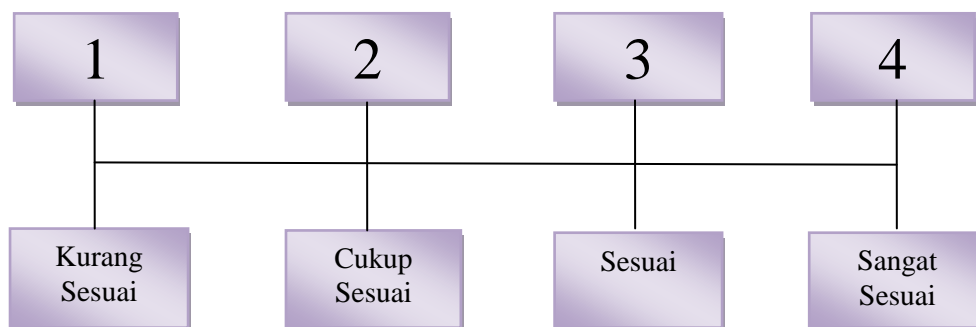 1
2
3
4
Kurang
Sesuai
Cukup
Sesuai
Sesuai
Sangat
Sesuai